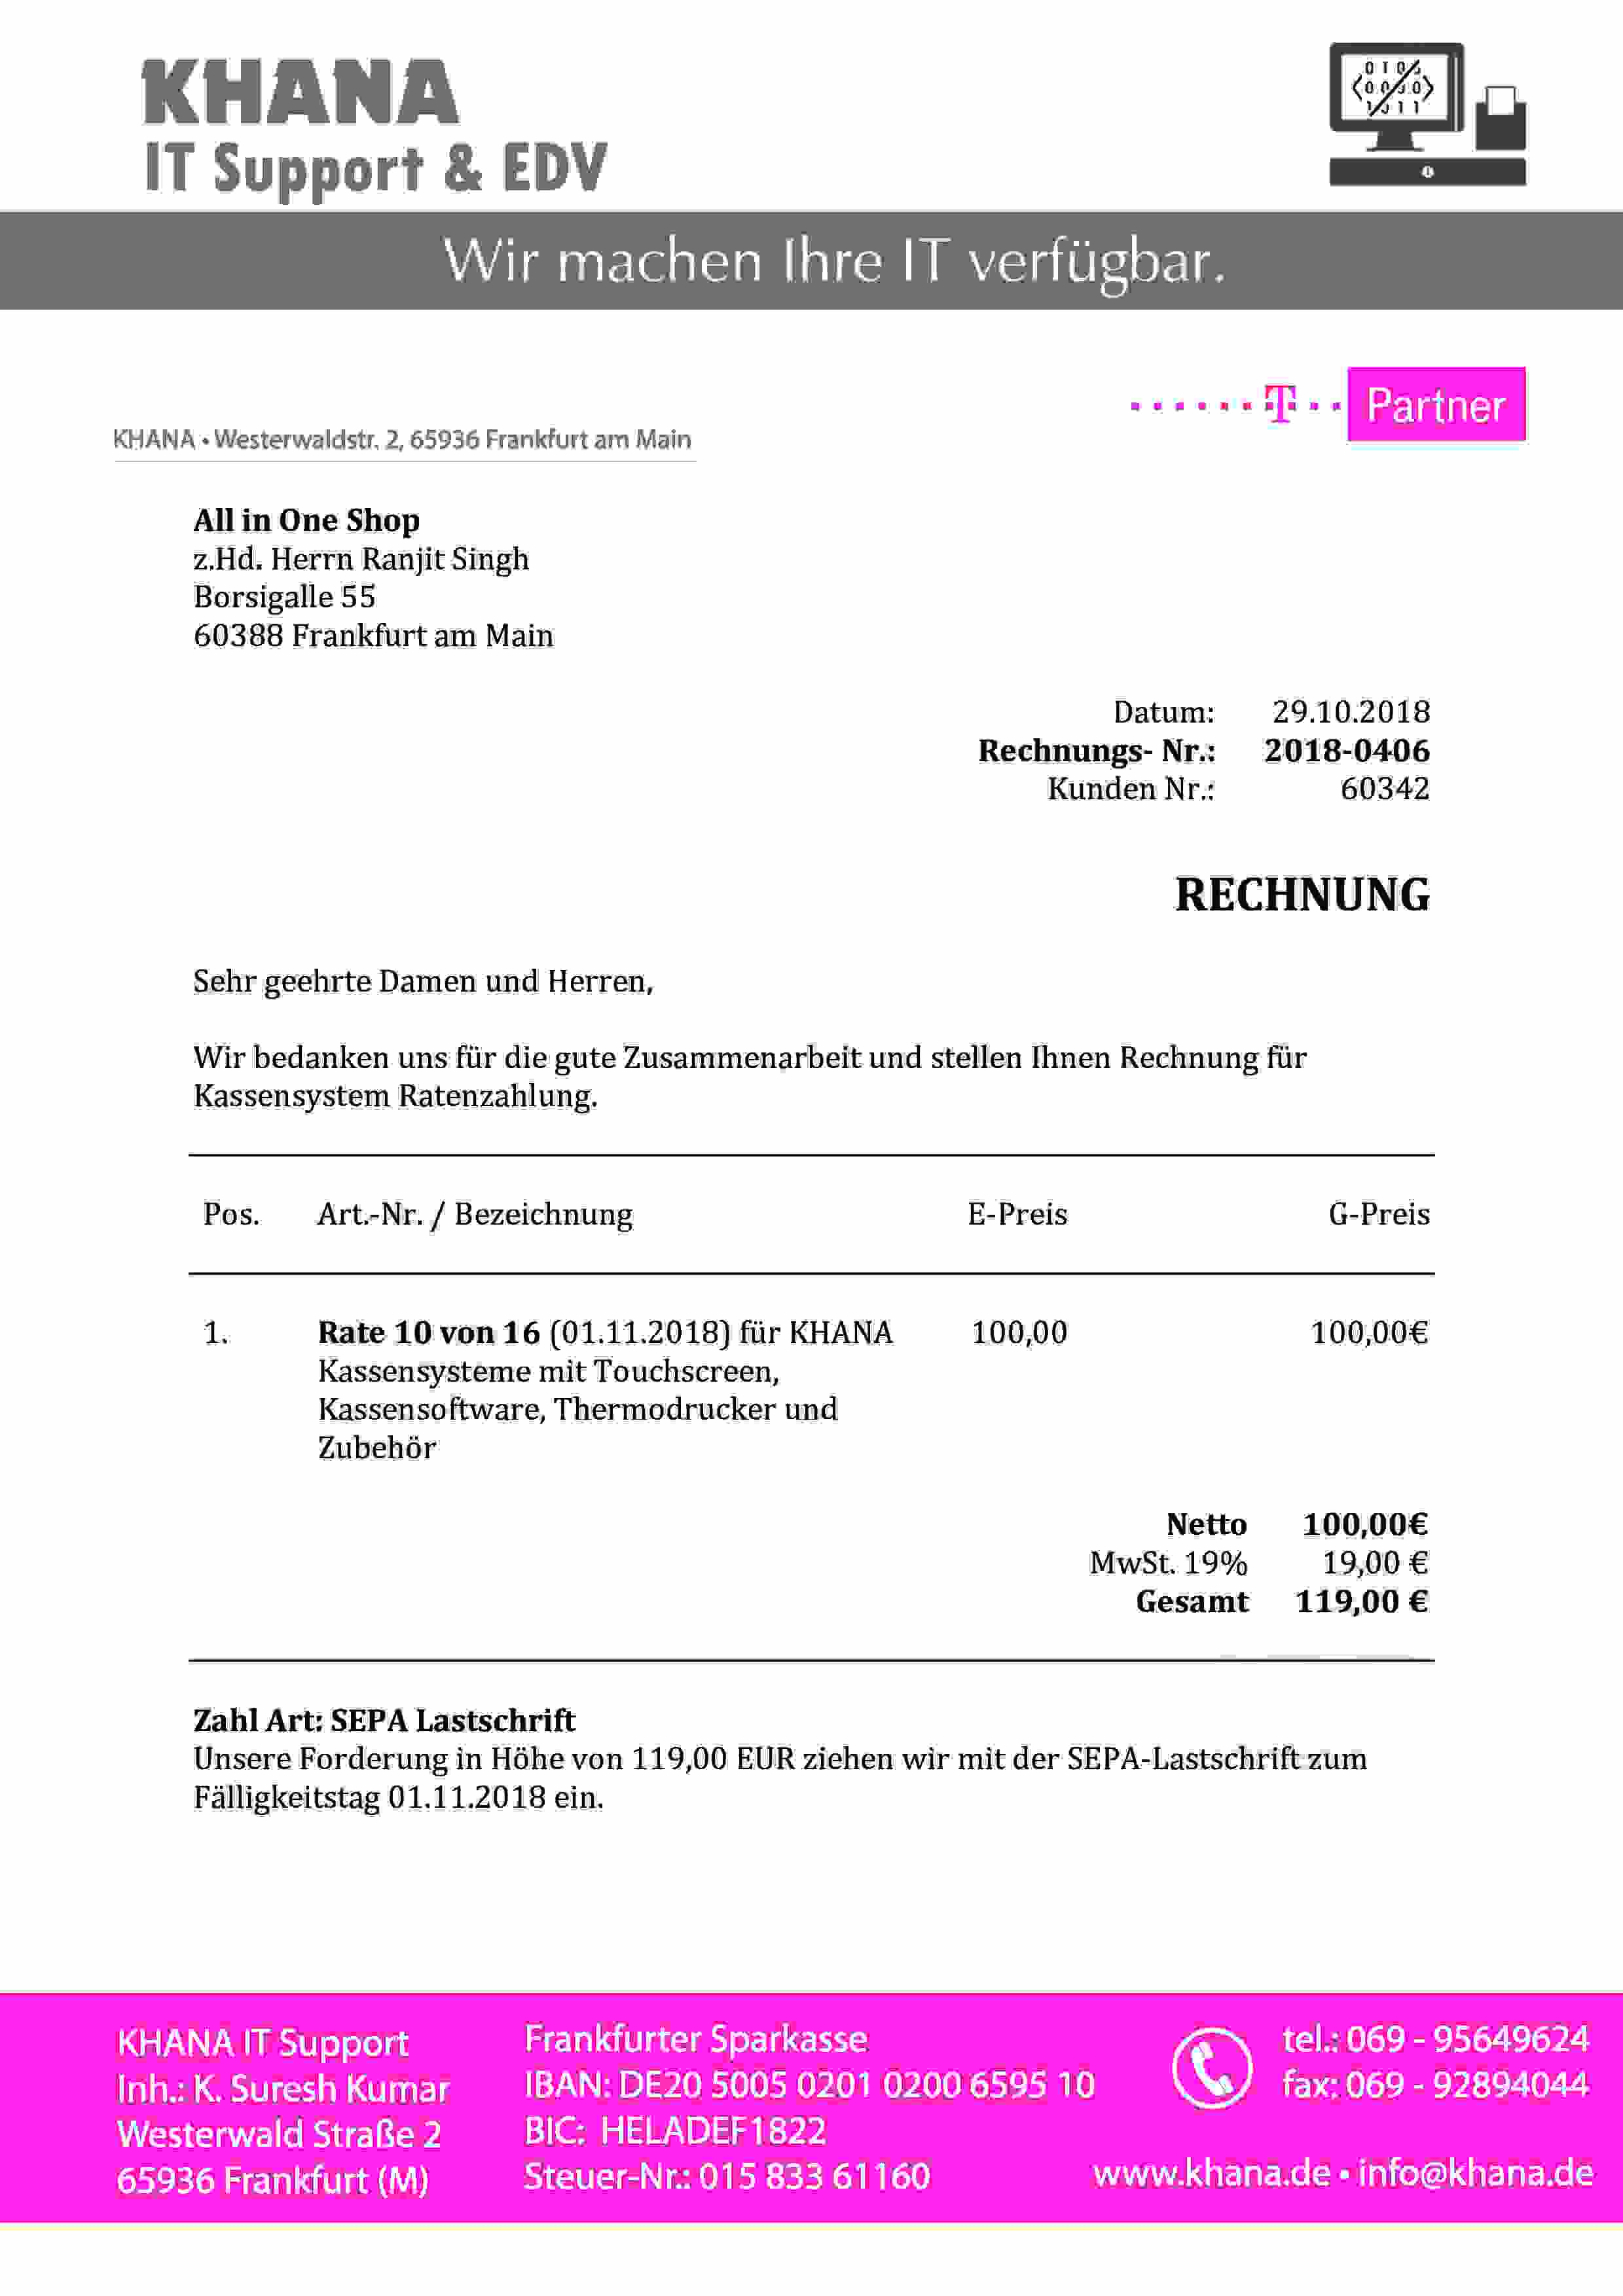 KHANA
IT Support & EDV
Wir machen Ihre IT verfügbar.
T Partner
KHANA • Westerwaldstr. 2, 65936 Frankfurt am Main
All in One Shop
z.Hd. Herrn Ranjit Singh
Borsigalle 55
60388 Frankfurt am Main
Datum: 29.10.2018
Rechnungs- Nr.: 2018-0406
Kunden Nr.: 60342
RECHNUNG
Sehr geehrte Damen und Herren,
Wir bedanken uns für die gute Zusammenarbeit und stellen Ihnen Rechnung für
Kassensystem Ratenzahlung.
Pos. Art.-Nr. / Bezeichnung E-Preis G-Preis
1. Rate 10 von 16 (01.11.2018) für KHANA 100,00 100,00€
Kassensysteme mit Touchscreen,
Kassensoftware, Thermodrucker und
Zubehör
Netto 100,00€
MwSt. 19% 19,00 €
Gesamt 119,00 €
Zahl Art: SEPA Lastschrift
Unsere Forderung in Höhe von 119,00 EUR ziehen wir mit der SEPA-Lastschrift zum
Fälligkeitstag 01.11.2018 ein.
KHANA IT Support
Inh.: K. Suresh Kumar
Westerwald Straße 2
65936 Frankfurt (M)
Frankfurter Sparkasse
IBAN: DE20 5005 0201 0200 6595 10
BIC: HELADEF1822
Steuer-Nr.: 015 833 61160
tel.: 069 - 95649624
fax: 069 - 92894044
www.khana.de • info@khana.de